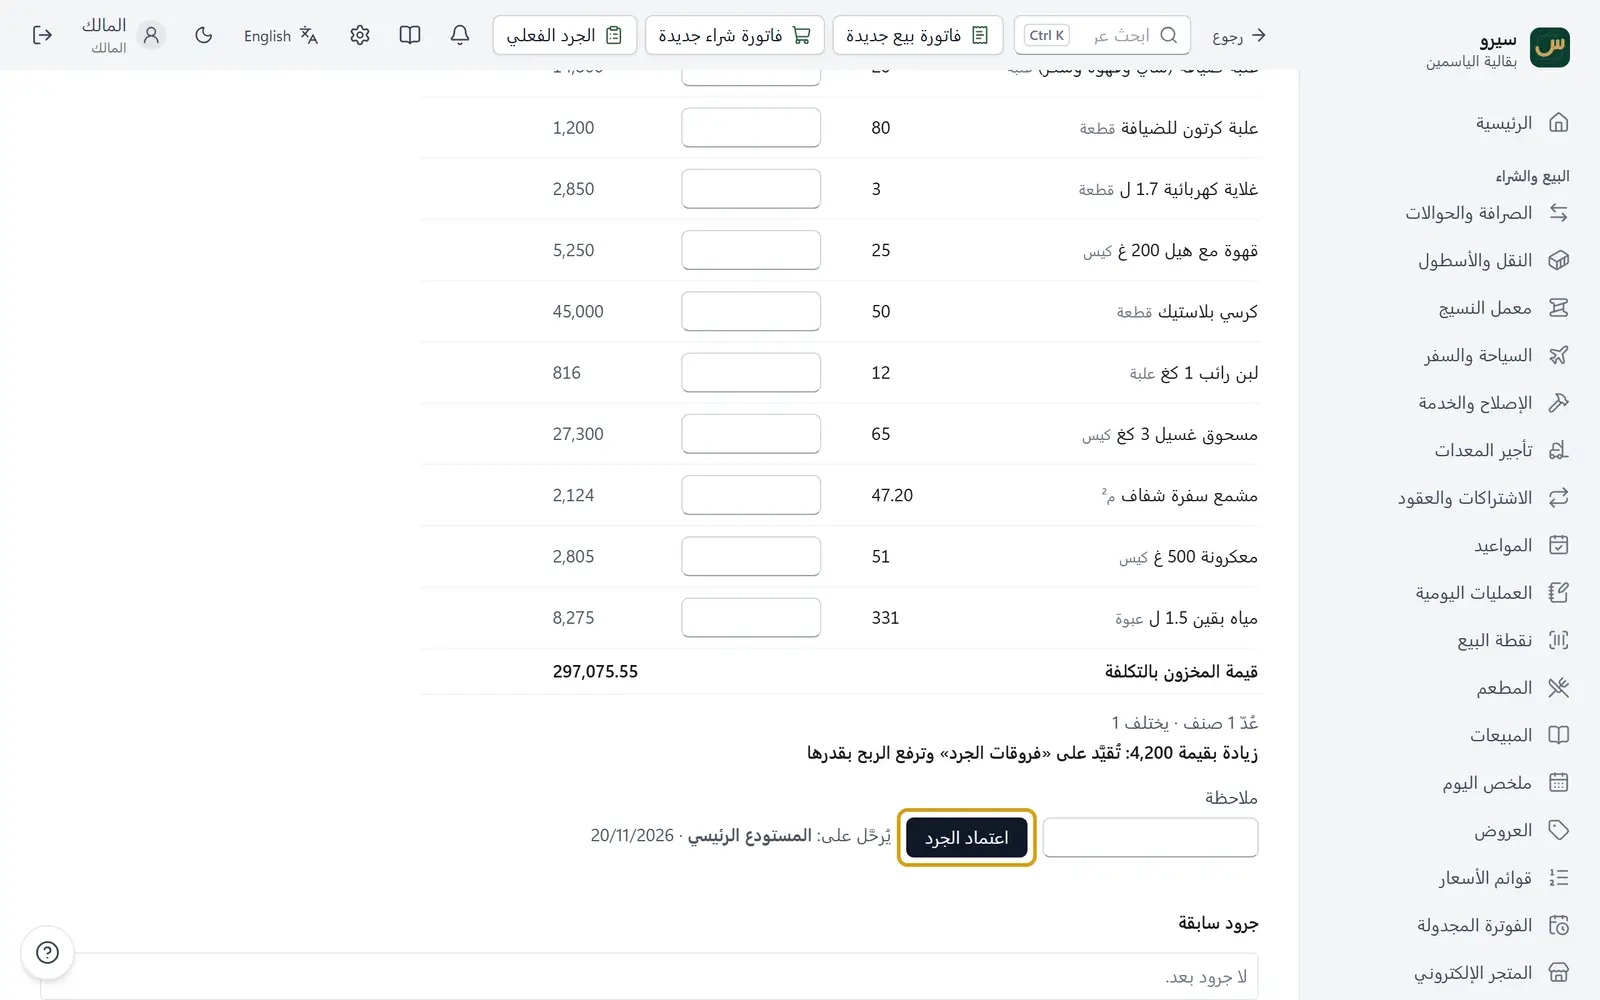 سيرو
بقالية الياسمين
رجوع
Ctrl K
فاتورة بيع جديدة
فاتورة شراء جديدة
الجرد الفعلي
English
المالك
المالك
الرئيسية
البيع والشراء
الصرافة والحوالات
النقل والأسطول
معمل النسيج
السياحة والسفر
الإصلاح والخدمة
تأجير المعدات
الاشتراكات والعقود
المواعيد
العمليات اليومية
نقطة البيع
المطعم
المبيعات
ملخص اليوم
العروض
قوائم الأسعار
الفوترة المجدولة
المتجر الإلكتروني
علبة كرتون للضيافة قطعة 80 1,200
غلاية كهربائية 1.7 ل قطعة 3 2,850
قهوة مع هيل 200 غ كيس 25 5,250
كرسي بلاستيك قطعة 50 45,000
لبن رائب 1 كغ علبة 12 816
مسحوق غسيل 3 كغ كيس 65 27,300
مشمع سفرة شفاف م² 47.20 2,124
معكرونة 500 غ كيس 51 2,805
مياه بقين 1.5 ل عبوة 331 8,275
قيمة المخزون بالتكلفة 297,075.55
عُدّ 1 صنف · يختلف 1
زيادة بقيمة 4,200: تُقيَّد على «فروقات الجرد» وترفع الربح بقدرها
ملاحظة
اعتماد الجرد يُرحَّل على: المستودع الرئيسي · 20/11/2026
جرود سابقة
لا جرود بعد.